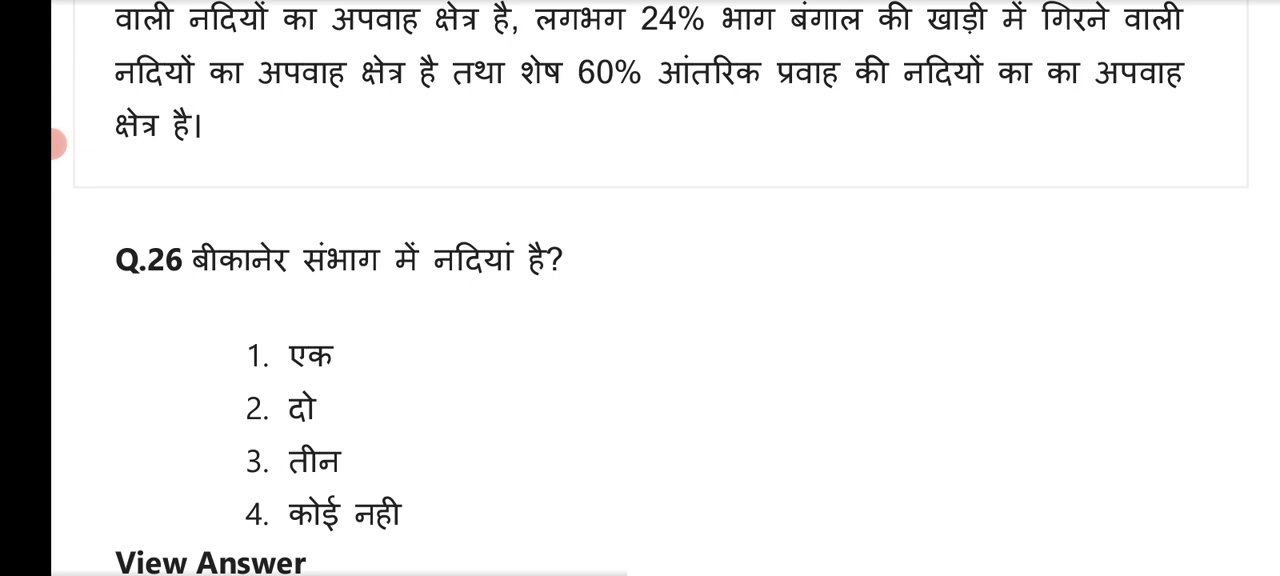 वाली नदियों का अपवाह क्षेत्र है, लगभग 24% भाग बंगाल की खाड़ी में गिरने वाली
नदियों का अपवाह क्षेत्र है तथा शेष 60% आंतरिक प्रवाह की नदियों का का अपवाह
क्षेत्र है।
Q.26 बीकानेर संभाग में नदियां है?
1. एक
2. दो
3. तीन
4. कोई नही
View Answer